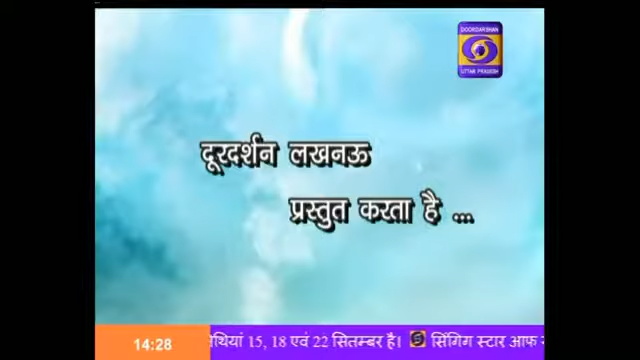 DOORDARSHAN
UTTAR PRADESH
दूरदर्शन लखनऊ
प्रस्तुत करता है ...
14:28
15, 18 एवं 22 सितम्बर है। सिंगिंग स्टार आफ